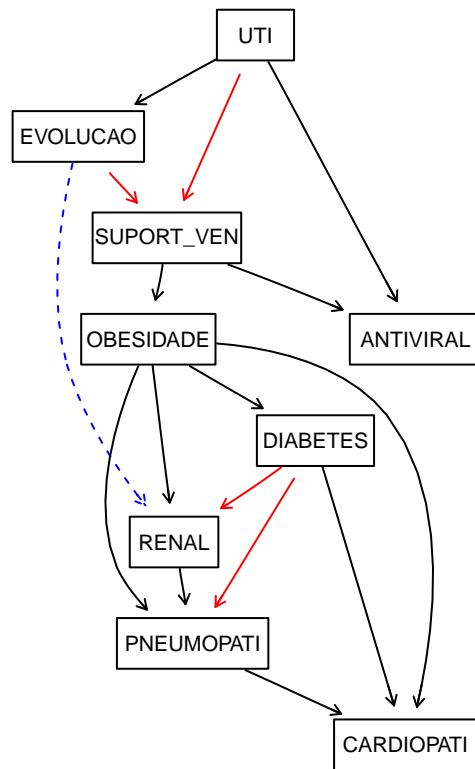 UTI
EVOLUCAO
SUPORT_VEN
OBESIDADE
ANTIVIRAL
DIABETES
RENAL
PNEUMOPATI
CARDIOPATI